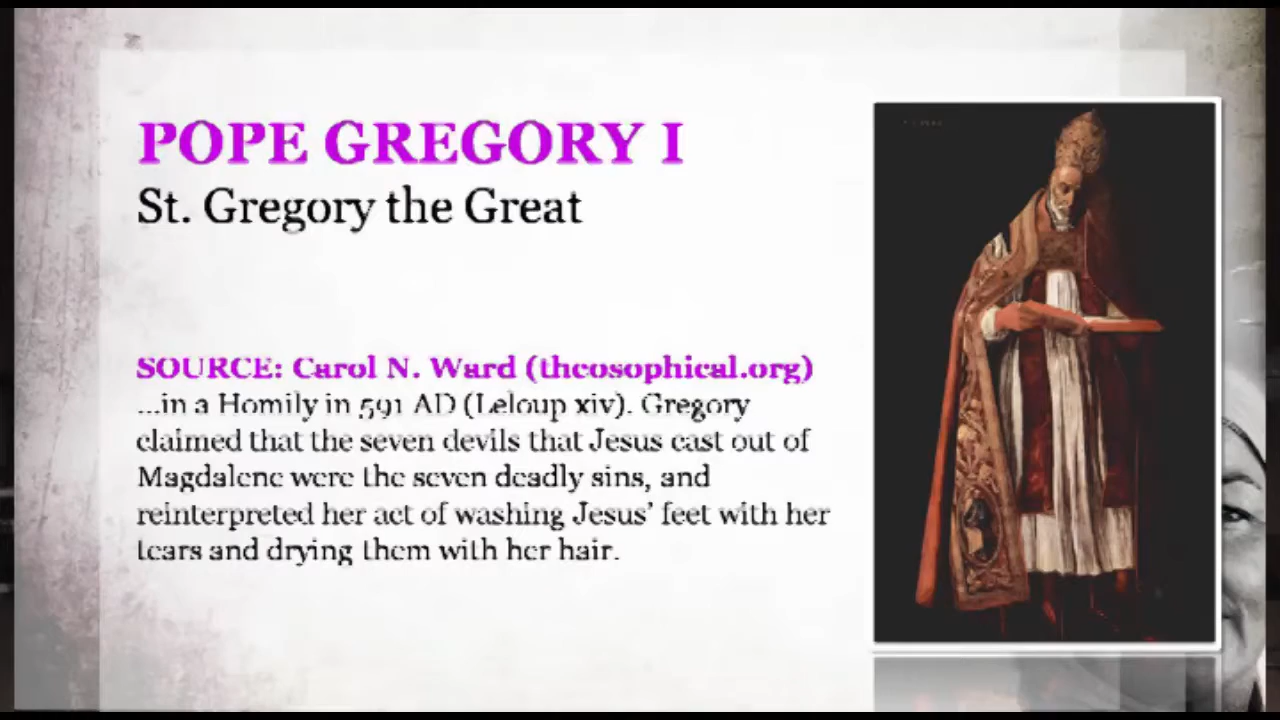 POPE GREGORY I
St. Gregory the Great
SOURCE: Carol N. Ward (theosophical.org)
...in a Homily in 591 AD (Leloup xiv). Gregory
claimed that the seven devils that Jesus cast out of
Magdalene were the seven deadly sins, and
reinterpreted her act of washing Jesus' feet with her
tears and drying them with her hair.